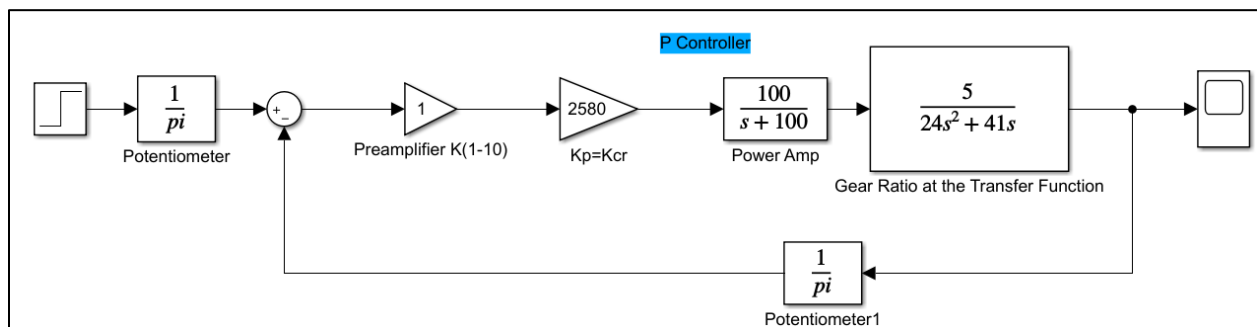 P Controller
1
pi
Potentiometer
+
-
1
Preamplifier K(1-10)
2580
Kp=Kcr
100
s + 100
Power Amp
5
24s² + 41s
Gear Ratio at the Transfer Function
1
pi
Potentiometer1